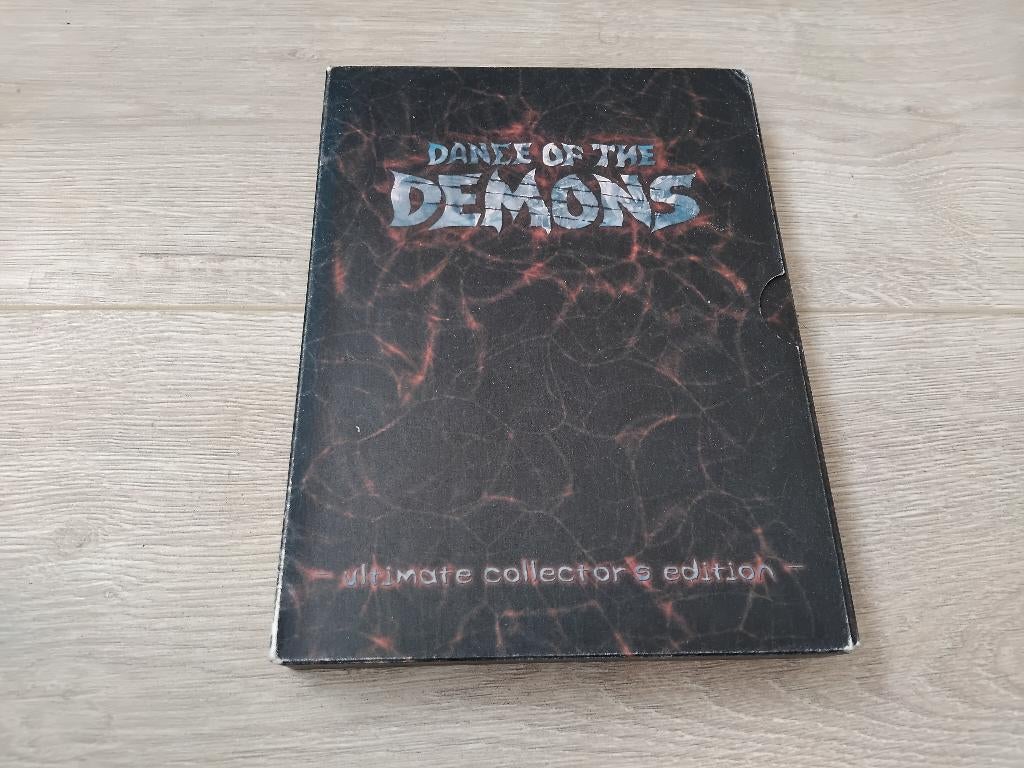 DANCE OF THE
DEMONS
- ultimate collector's edition -